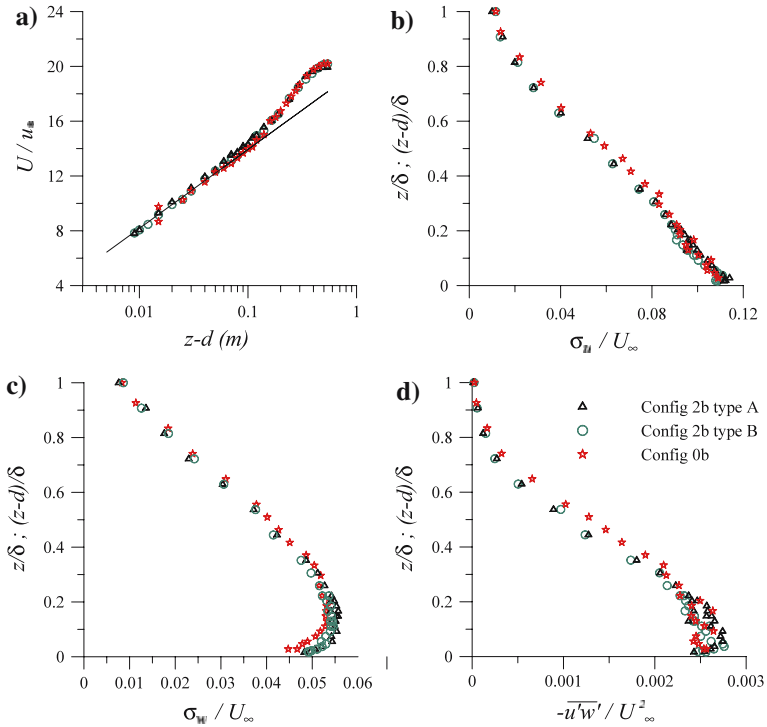 a)
24
20
16
12
8
4
U / u*
0.01
0.1
1
z-d (m)
b)
1
0.8
0.6
0.4
0.2
0
z/δ ; (z-d)/δ
0
0.04
0.08
0.12
σu / U∞
c)
1
0.8
0.6
0.4
0.2
0
z/δ ; (z-d)/δ
0.00
0.01
0.02
0.03
0.04
0.05
0.06
σw / U∞
d)
Config 2b type A
Config 2b type B
Config 0b
1
0.8
0.6
0.4
0.2
0
z/δ ; (z-d)/δ
0
0.001
0.002
0.003
-u'w' / U²∞